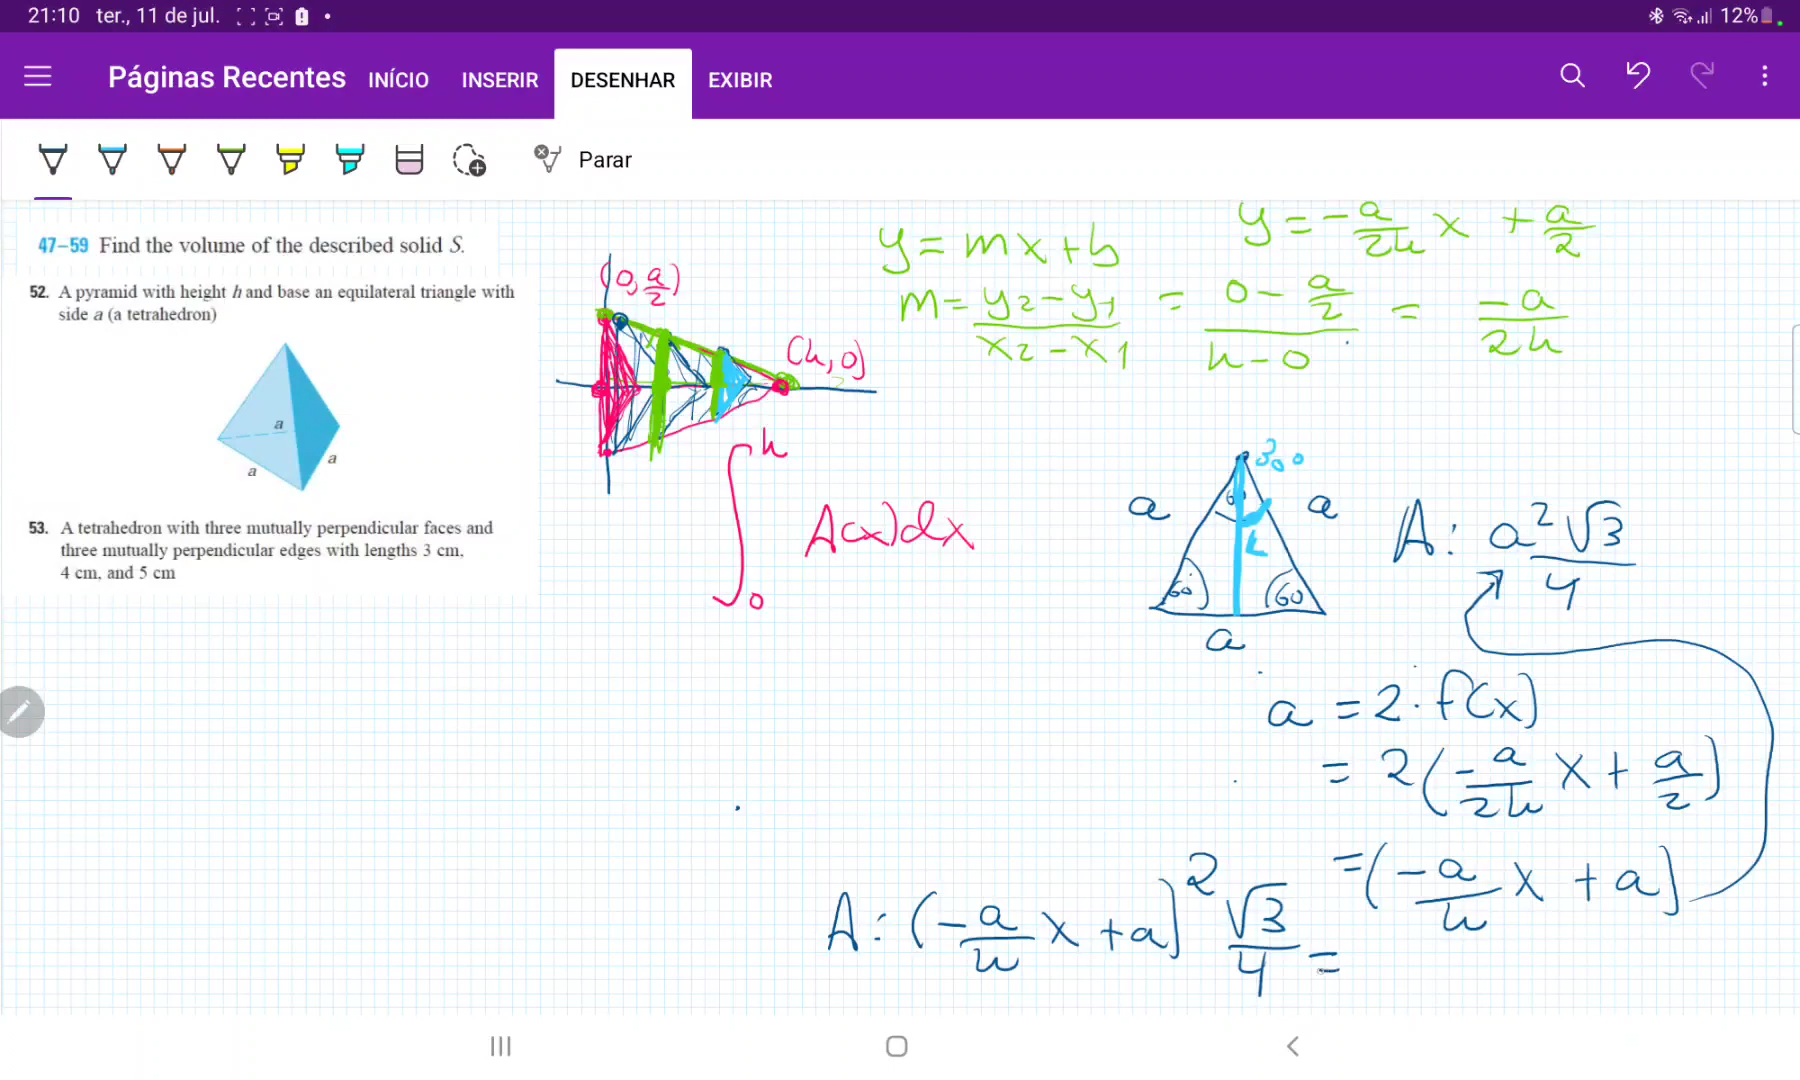 21:10 ter., 11 de jul.
12%
Páginas Recentes INÍCIO INSERIR DESENHAR EXIBIR
Parar
47–59 Find the volume of the described solid S.
52. A pyramid with height h and base an equilateral triangle with
side a (a tetrahedron)
a
a
a
53. A tetrahedron with three mutually perpendicular faces and
three mutually perpendicular edges with lengths 3 cm,
4 cm, and 5 cm
(0, a/2)
(h, 0)
∫₀ʰ A(x)dx
y = mx + b
m = (y2 - y1)/(x2 - x1) = (0 - a/2)/(h - 0) = -a/2h
y = -a/2h x + a/2
30°
60
a
a
60
60
a
A: a²√3/4
a = 2·f(x)
= 2(-a/2h x + a/2)
= (-a/h x + a)
A: (-a/h x + a)² √3/4 =